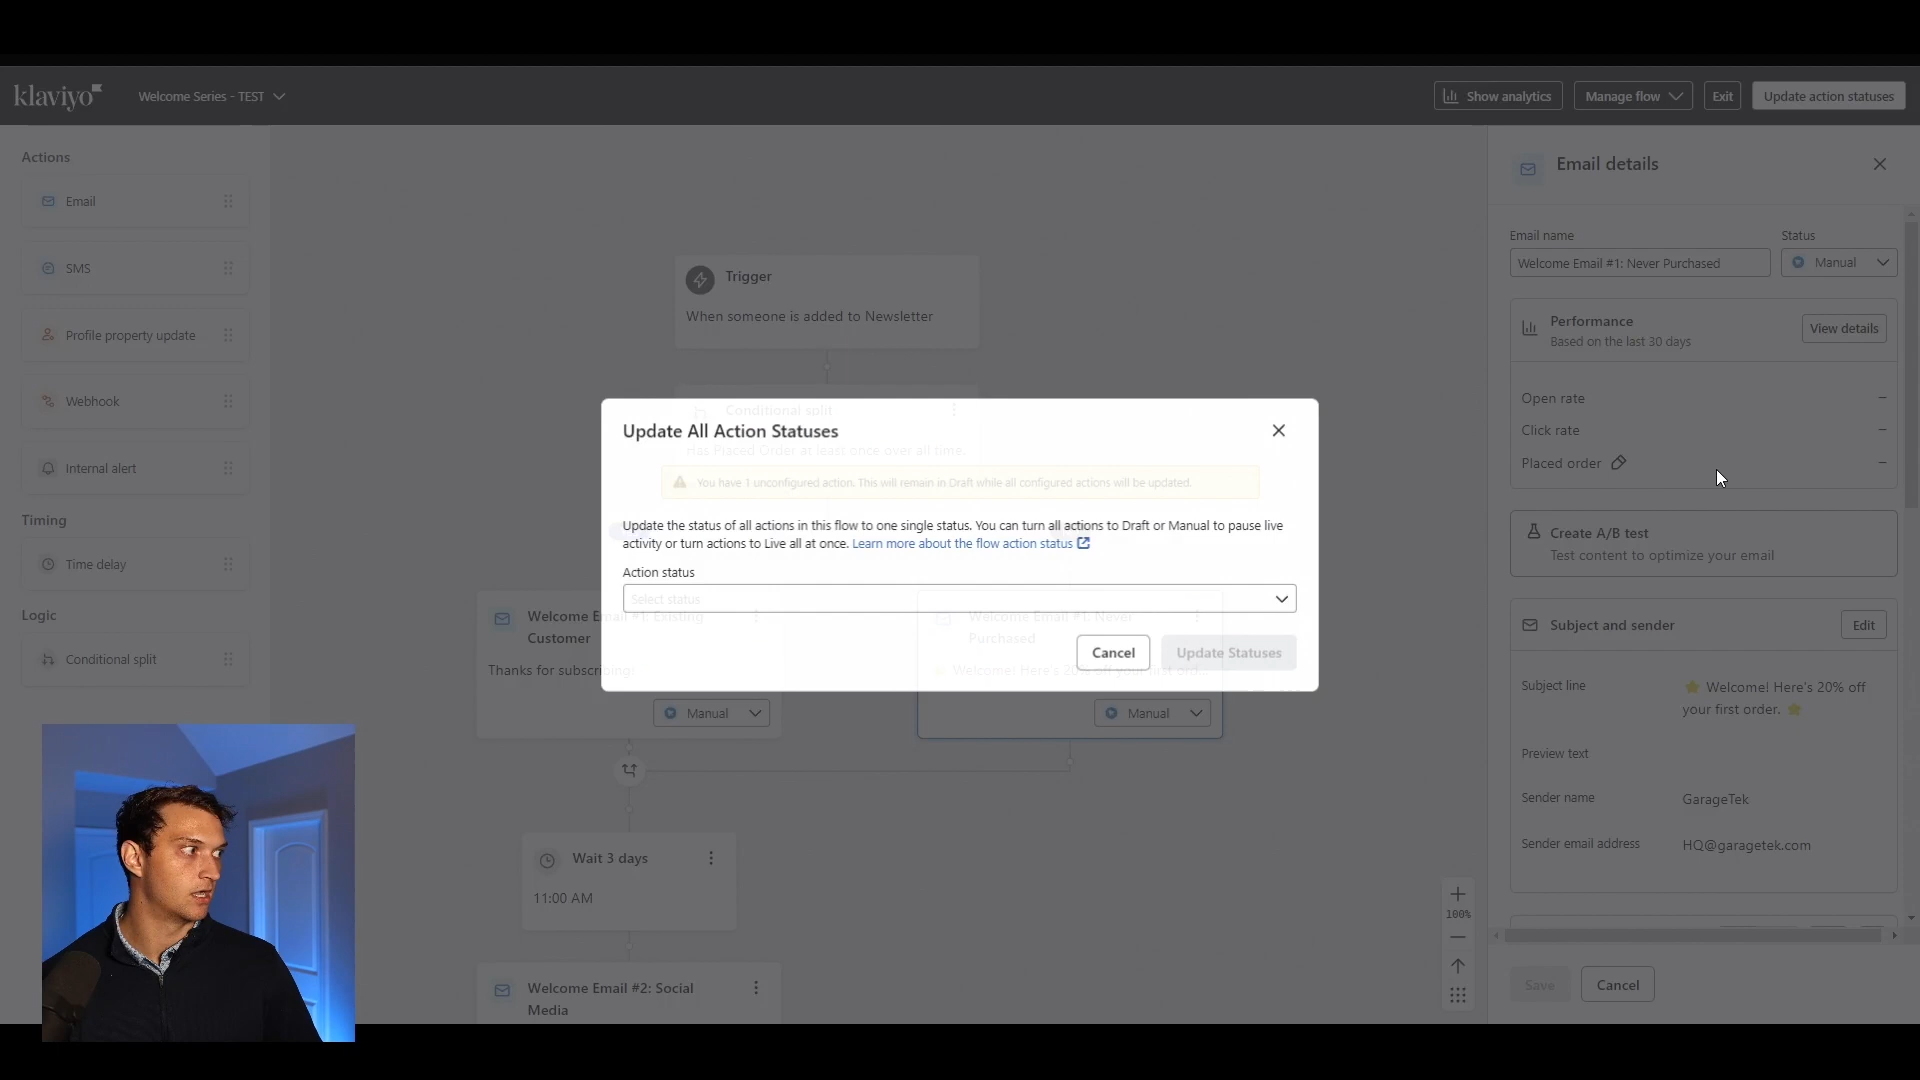 klaviyo
Welcome Series - TEST
Show analytics
Manage flow
Exit
Update action statuses
Actions
Email
SMS
Profile property update
Webhook
Internal alert
Timing
Time delay
Logic
Conditional split
Trigger
When someone is added to Newsletter
Conditional split
Has Placed Order at least once over all time.
Update All Action Statuses
You have 1 unconfigured action. This will remain in Draft while all configured actions will be updated.
Update the status of all actions in this flow to one single status. You can turn all actions to Draft or Manual to pause live
activity or turn actions to Live all at once. Learn more about the flow action status
Action status
Select status
Cancel
Update Statuses
Welcome Email #1: Existing
Customer
Thanks for subscribing!
Manual
Welcome Email #1: Never
Purchased
Welcome! Here's 20% off your first ord...
Manual
Wait 3 days
11:00 AM
Welcome Email #2: Social
Media
100%
Email details
Email name
Status
Welcome Email #1: Never Purchased
Manual
Performance
Based on the last 30 days
View details
Open rate –
Click rate –
Placed order –
Create A/B test
Test content to optimize your email
Subject and sender
Edit
Subject line
Welcome! Here's 20% off
your first order.
Preview text
Sender name
GarageTek
Sender email address
HQ@garagetek.com
Save
Cancel